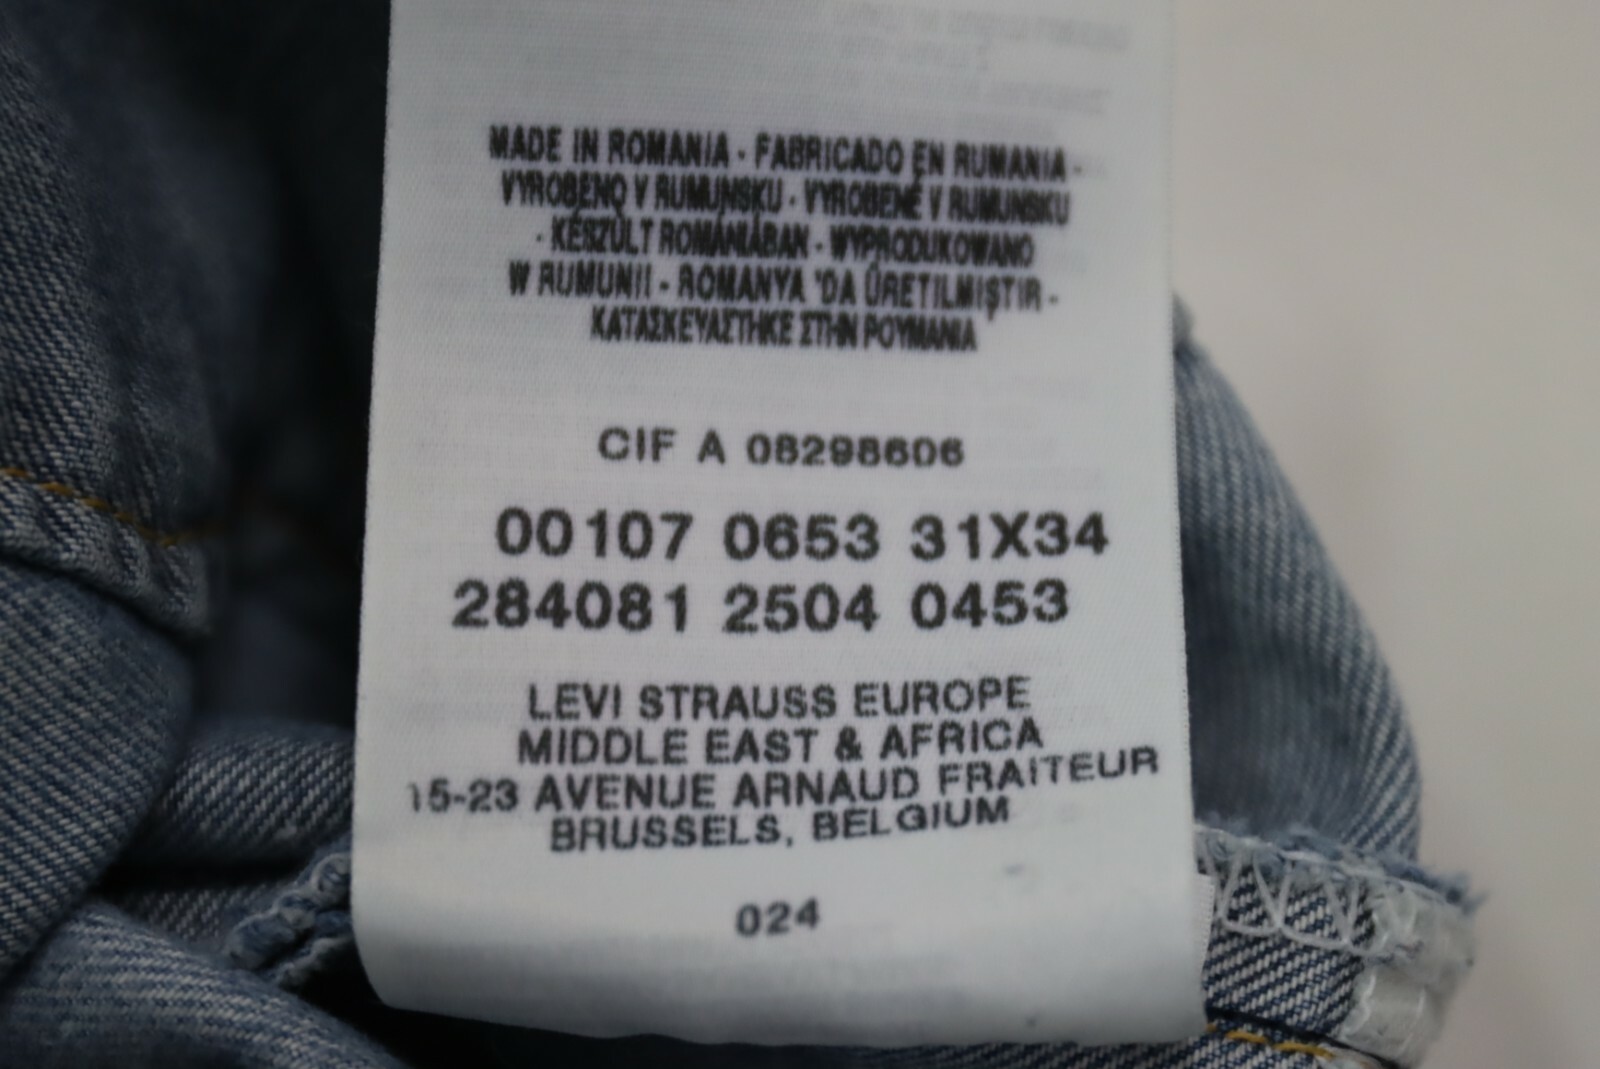 MADE IN ROMANIA - FABRICADO EN RUMANIA -
VYROBENO V RUMUNSKU - VYROBENÉ V RUMUNSKU
- KÉSZÜLT ROMÁNIÁBAN - WYPRODUKOWANO
W RUMUNII - ROMANYA 'DA ÜRETILMIŞTIR -
ΚΑΤΑΣΚΕΥΑΣΤΗΚΕ ΣΤΗΝ ΡΟΥΜΑΝΙΑ
CIF A 08298606
00107 0653 31X34
284081 2504 0453
LEVI STRAUSS EUROPE
MIDDLE EAST & AFRICA
15-23 AVENUE ARNAUD FRAITEUR
BRUSSELS, BELGIUM
024